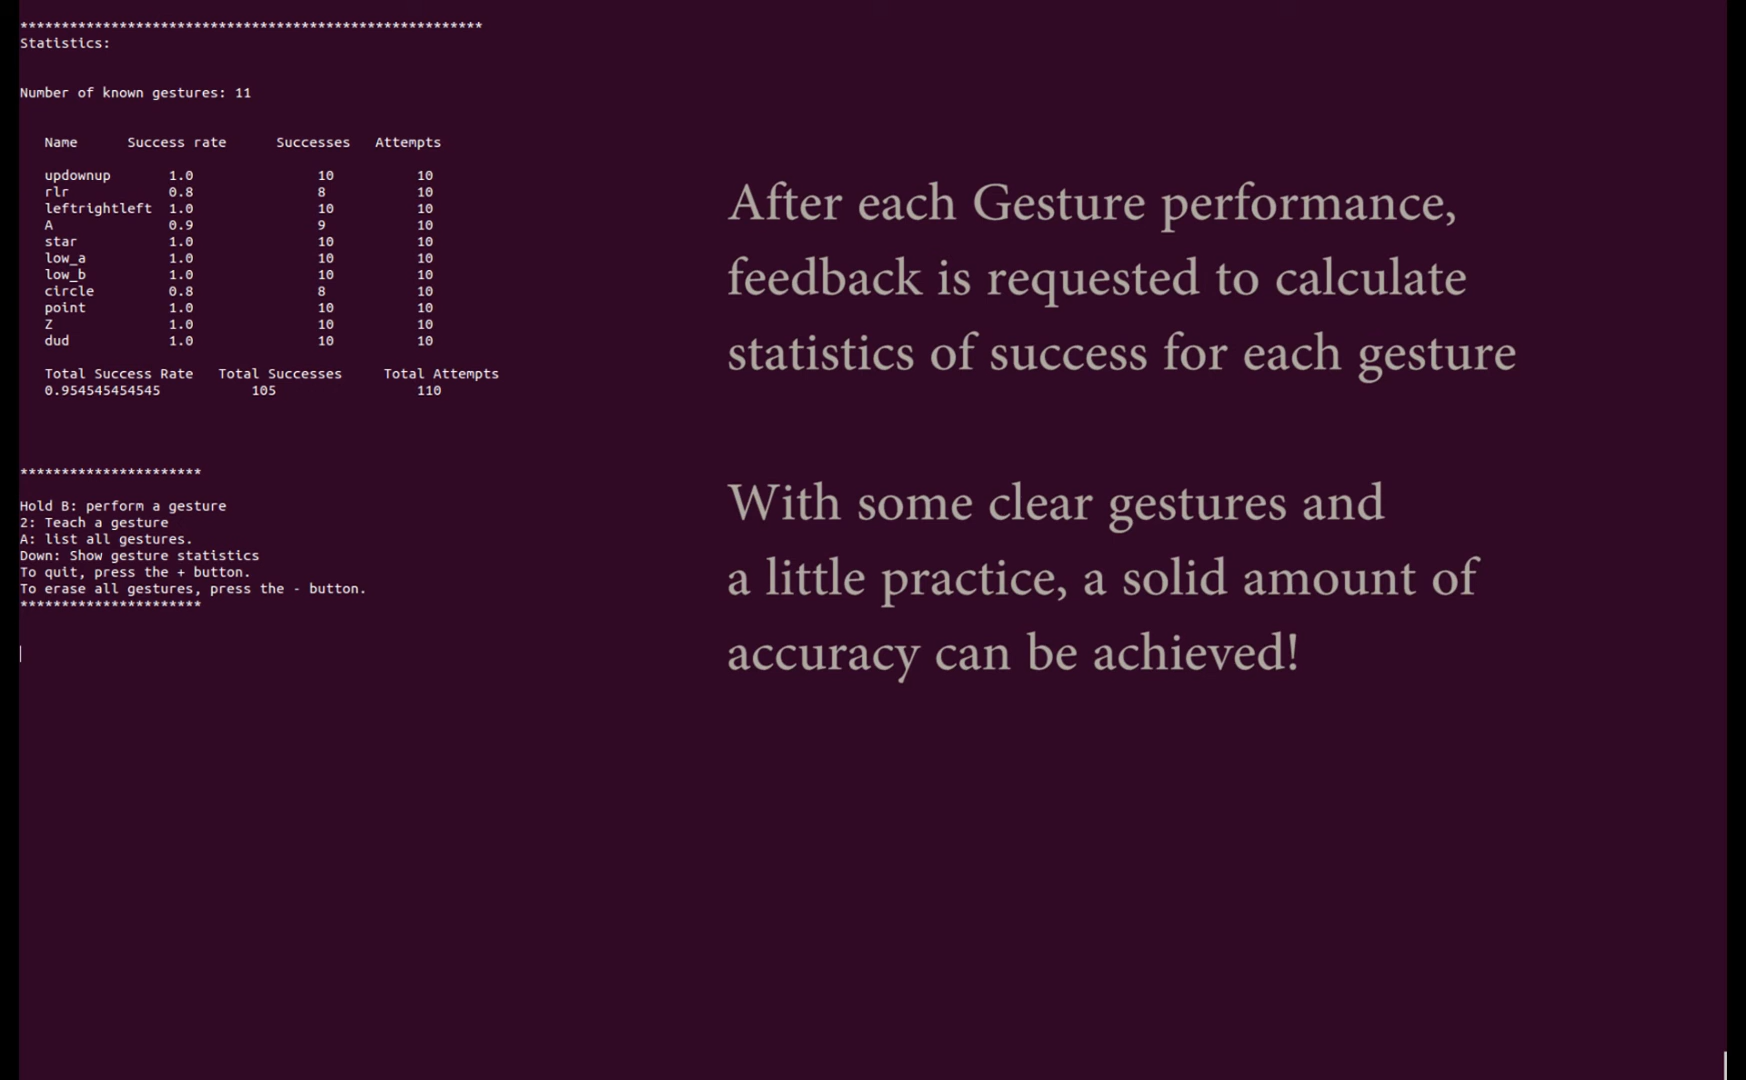 ********************************************************
Statistics:
Number of known gestures: 11
Name Success rate Successes Attempts
updownup 1.0 10 10
rlr 0.8 8 10
leftrightleft 1.0 10 10
A 0.9 9 10
star 1.0 10 10
low_a 1.0 10 10
low_b 1.0 10 10
circle 0.8 8 10
point 1.0 10 10
Z 1.0 10 10
dud 1.0 10 10
Total Success Rate Total Successes Total Attempts
0.954545454545 105 110
**********************
Hold B: perform a gesture
2: Teach a gesture
A: list all gestures.
Down: Show gesture statistics
To quit, press the + button.
To erase all gestures, press the - button.
**********************
After each Gesture performance,
feedback is requested to calculate
statistics of success for each gesture
With some clear gestures and
a little practice, a solid amount of
accuracy can be achieved!